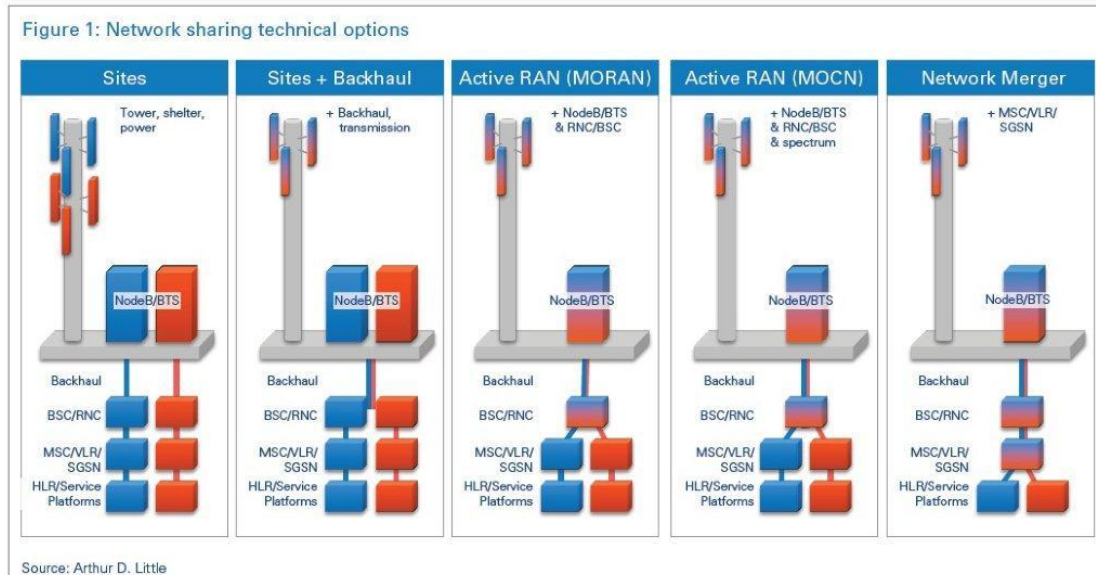 Figure 1: Network sharing technical options
Sites
Tower, shelter,
power
NodeB/BTS
Backhaul
BSC/RNC
MSC/VLR/
SGSN
HLR/Service
Platforms
Sites + Backhaul
+ Backhaul,
transmission
NodeB/BTS
Backhaul
BSC/RNC
MSC/VLR/
SGSN
HLR/Service
Platforms
Active RAN (MORAN)
+ NodeB/BTS
& RNC/BSC
NodeB/BTS
Backhaul
BSC/RNC
MSC/VLR/
SGSN
HLR/Service
Platforms
Active RAN (MOCN)
+ NodeB/BTS
& RNC/BSC
& spectrum
NodeB/BTS
Backhaul
BSC/RNC
MSC/VLR/
SGSN
HLR/Service
Platforms
Network Merger
+ MSC/VLR/
SGSN
NodeB/BTS
Backhaul
BSC/RNC
MSC/VLR/
SGSN
HLR/Service
Platforms
Source: Arthur D. Little